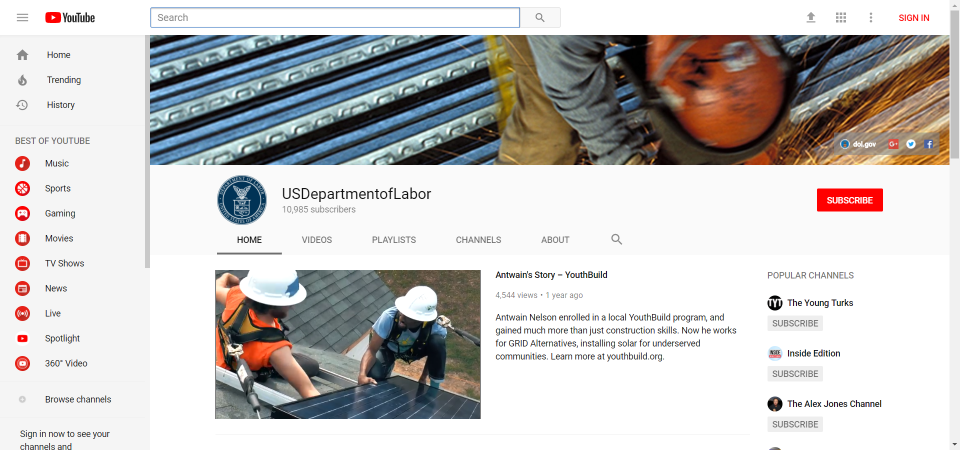 YouTube
Search
SIGN IN
Home
Trending
History
BEST OF YOUTUBE
Music
Sports
Gaming
Movies
TV Shows
News
Live
Spotlight
360° Video
Browse channels
Sign in now to see your
channels and
dol.gov
USDepartmentofLabor
10,985 subscribers
SUBSCRIBE
HOME
VIDEOS
PLAYLISTS
CHANNELS
ABOUT
Antwain's Story – YouthBuild
4,544 views • 1 year ago
Antwain Nelson enrolled in a local YouthBuild program, and
gained much more than just construction skills. Now he works
for GRID Alternatives, installing solar for underserved
communities. Learn more at youthbuild.org.
POPULAR CHANNELS
TYT
The Young Turks
SUBSCRIBE
Inside Edition
SUBSCRIBE
The Alex Jones Channel
SUBSCRIBE